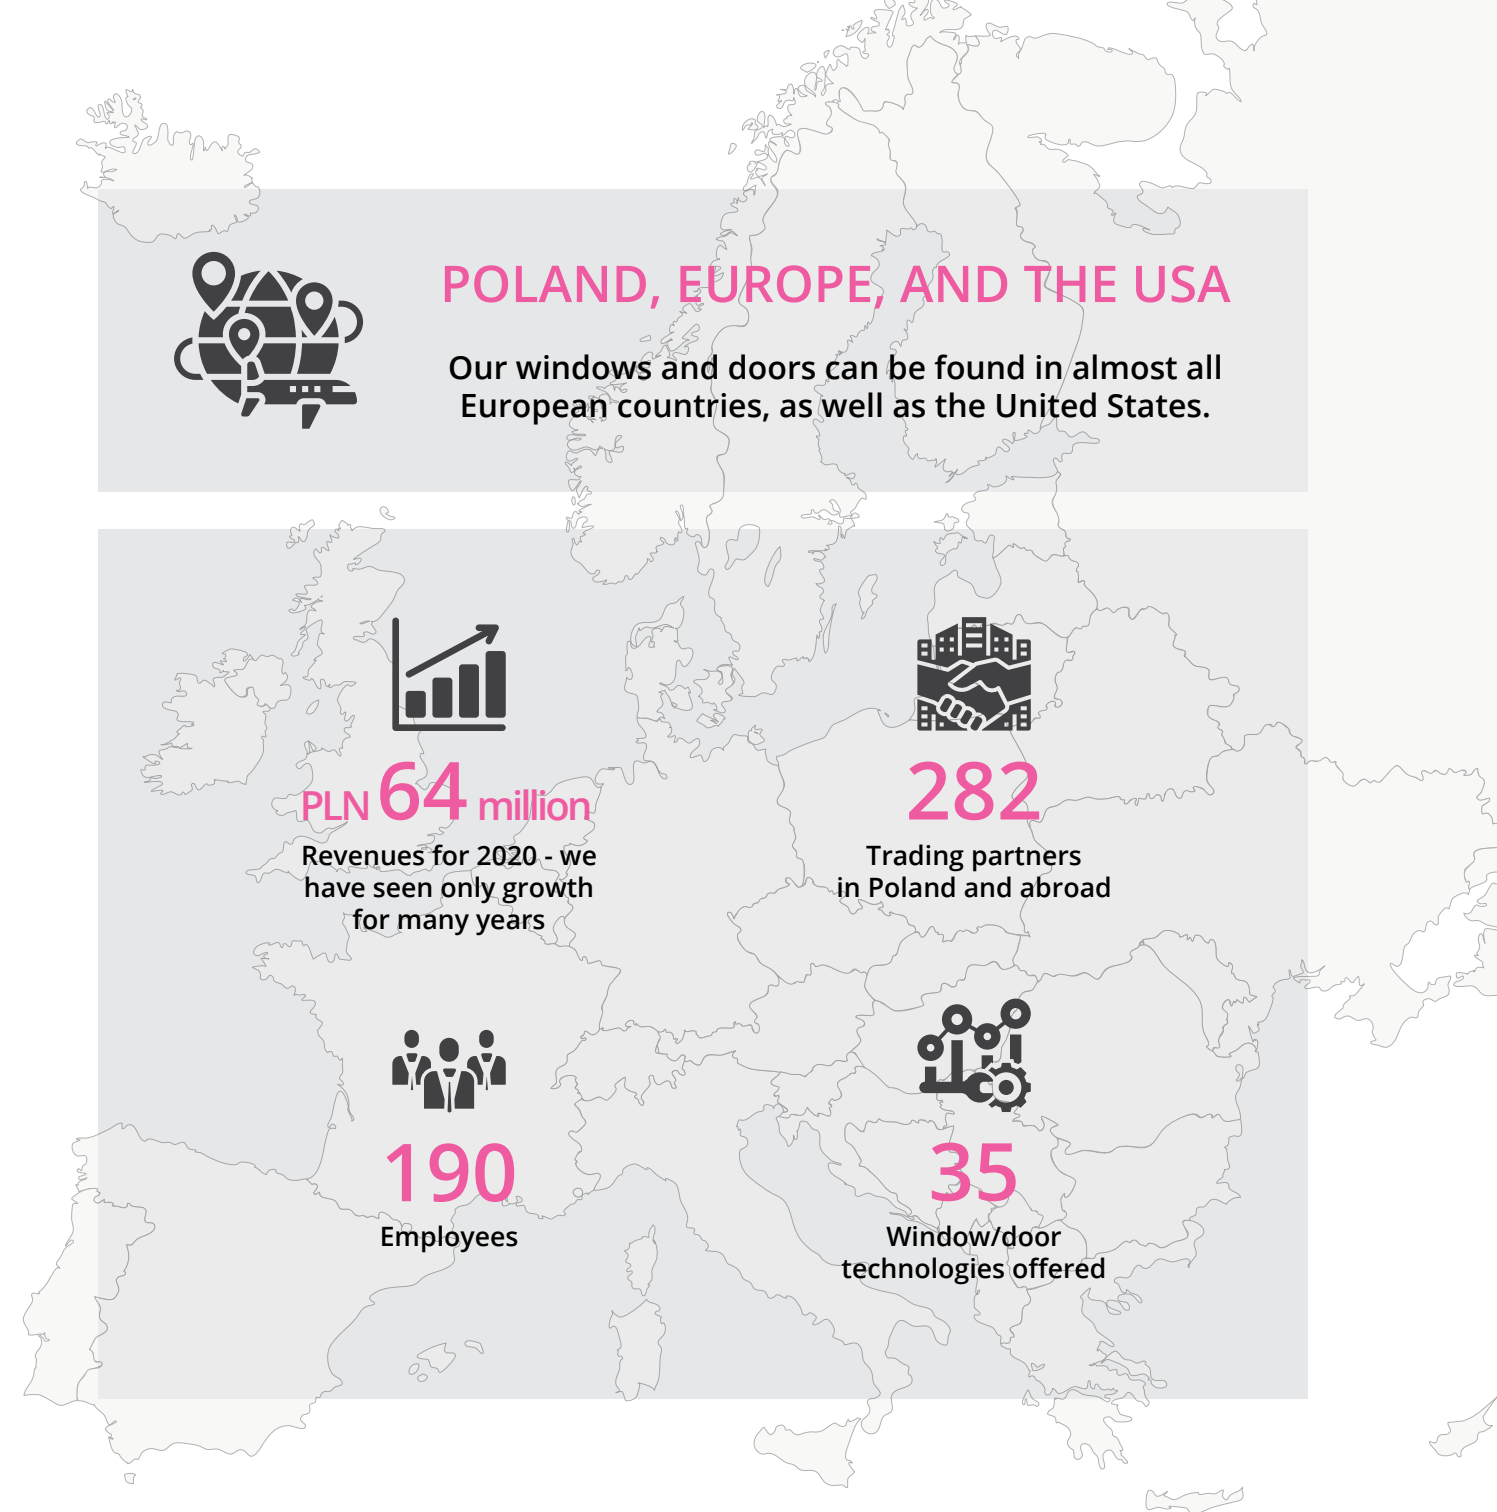 POLAND, EUROPE, AND THE USA
Our windows and doors can be found in almost all
European countries, as well as the United States.
PLN 64 million
Revenues for 2020 - we
have seen only growth
for many years
282
Trading partners
in Poland and abroad
190
Employees
35
Window/door
technologies offered